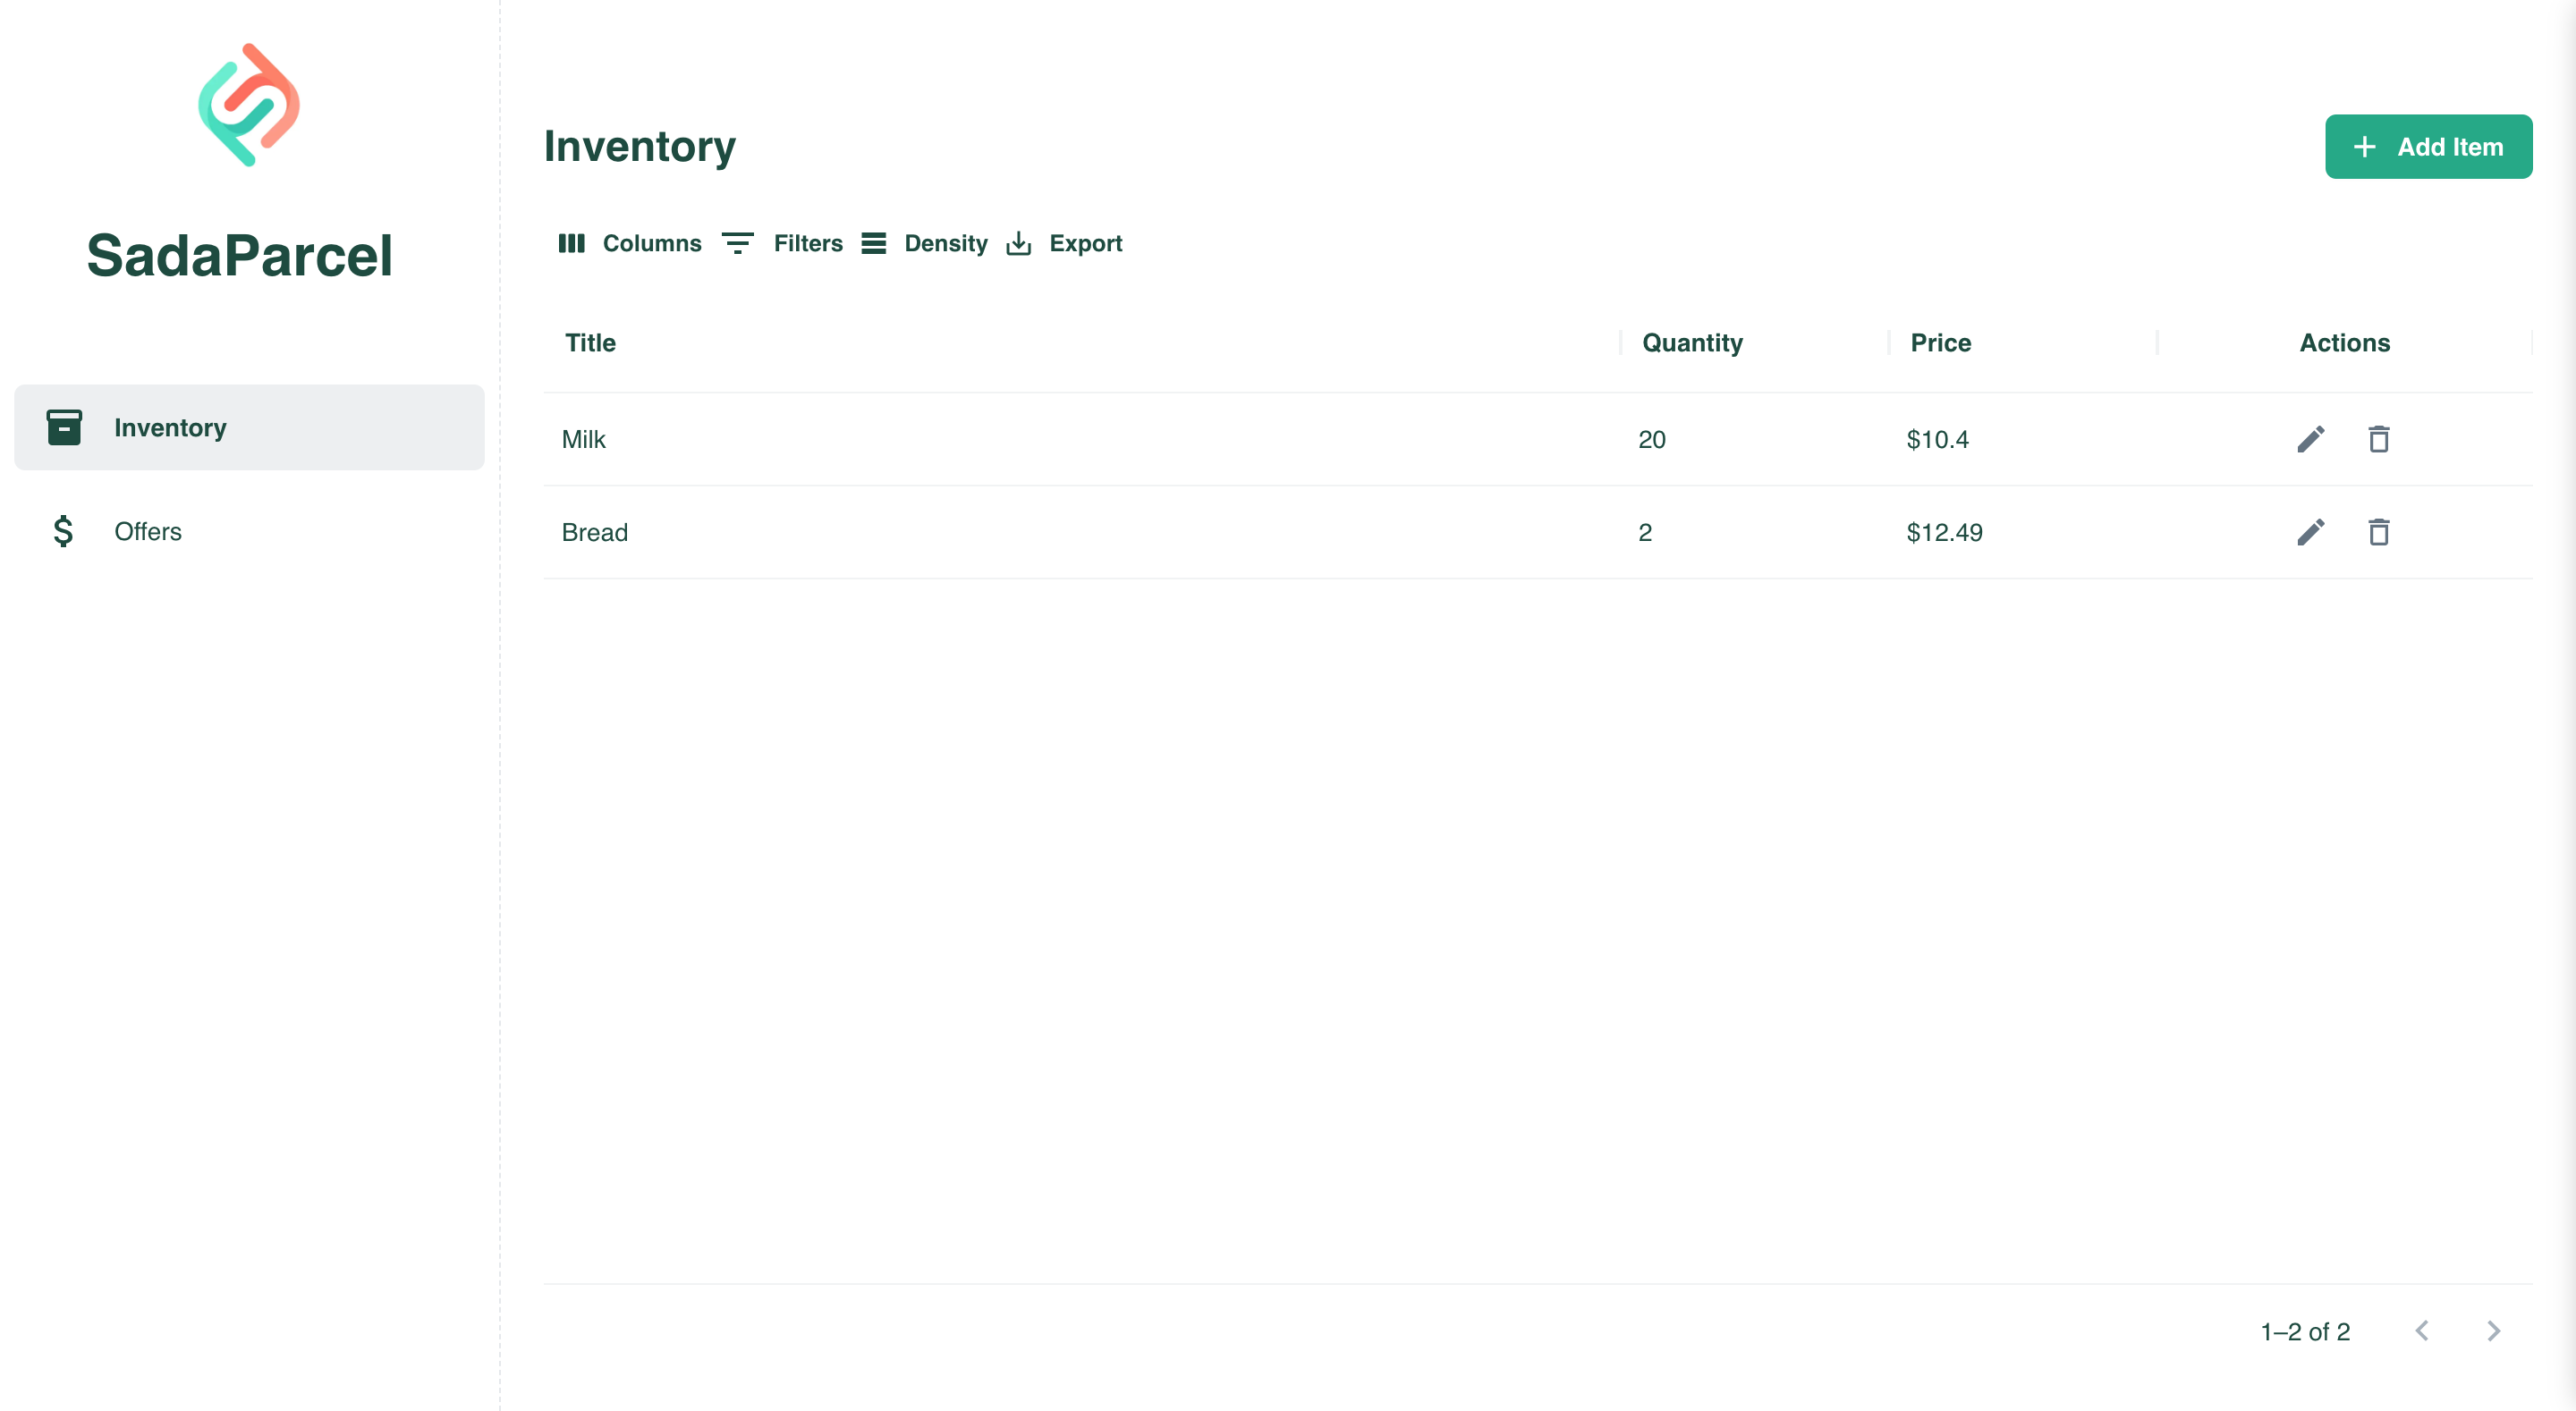 SadaParcel
Inventory
Offers
Inventory
Add Item
Columns Filters Density Export
Title Quantity Price Actions
Milk 20 $10.4
Bread 2 $12.49
1–2 of 2